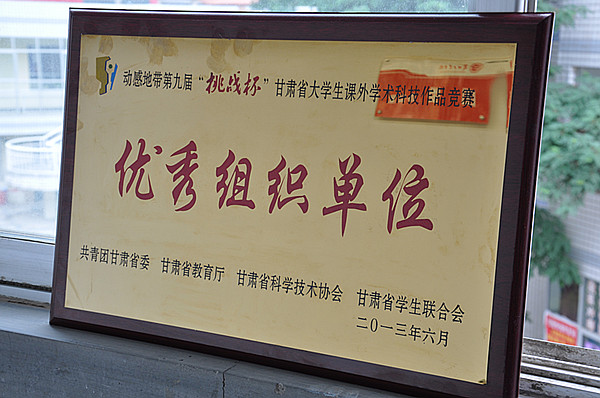 动感地带第九届“挑战杯”甘肃省大学生课外学术科技作品竞赛
优秀组织单位
共青团甘肃省委 甘肃省教育厅 甘肃省科学技术协会 甘肃省学生联合会
二〇一三年六月